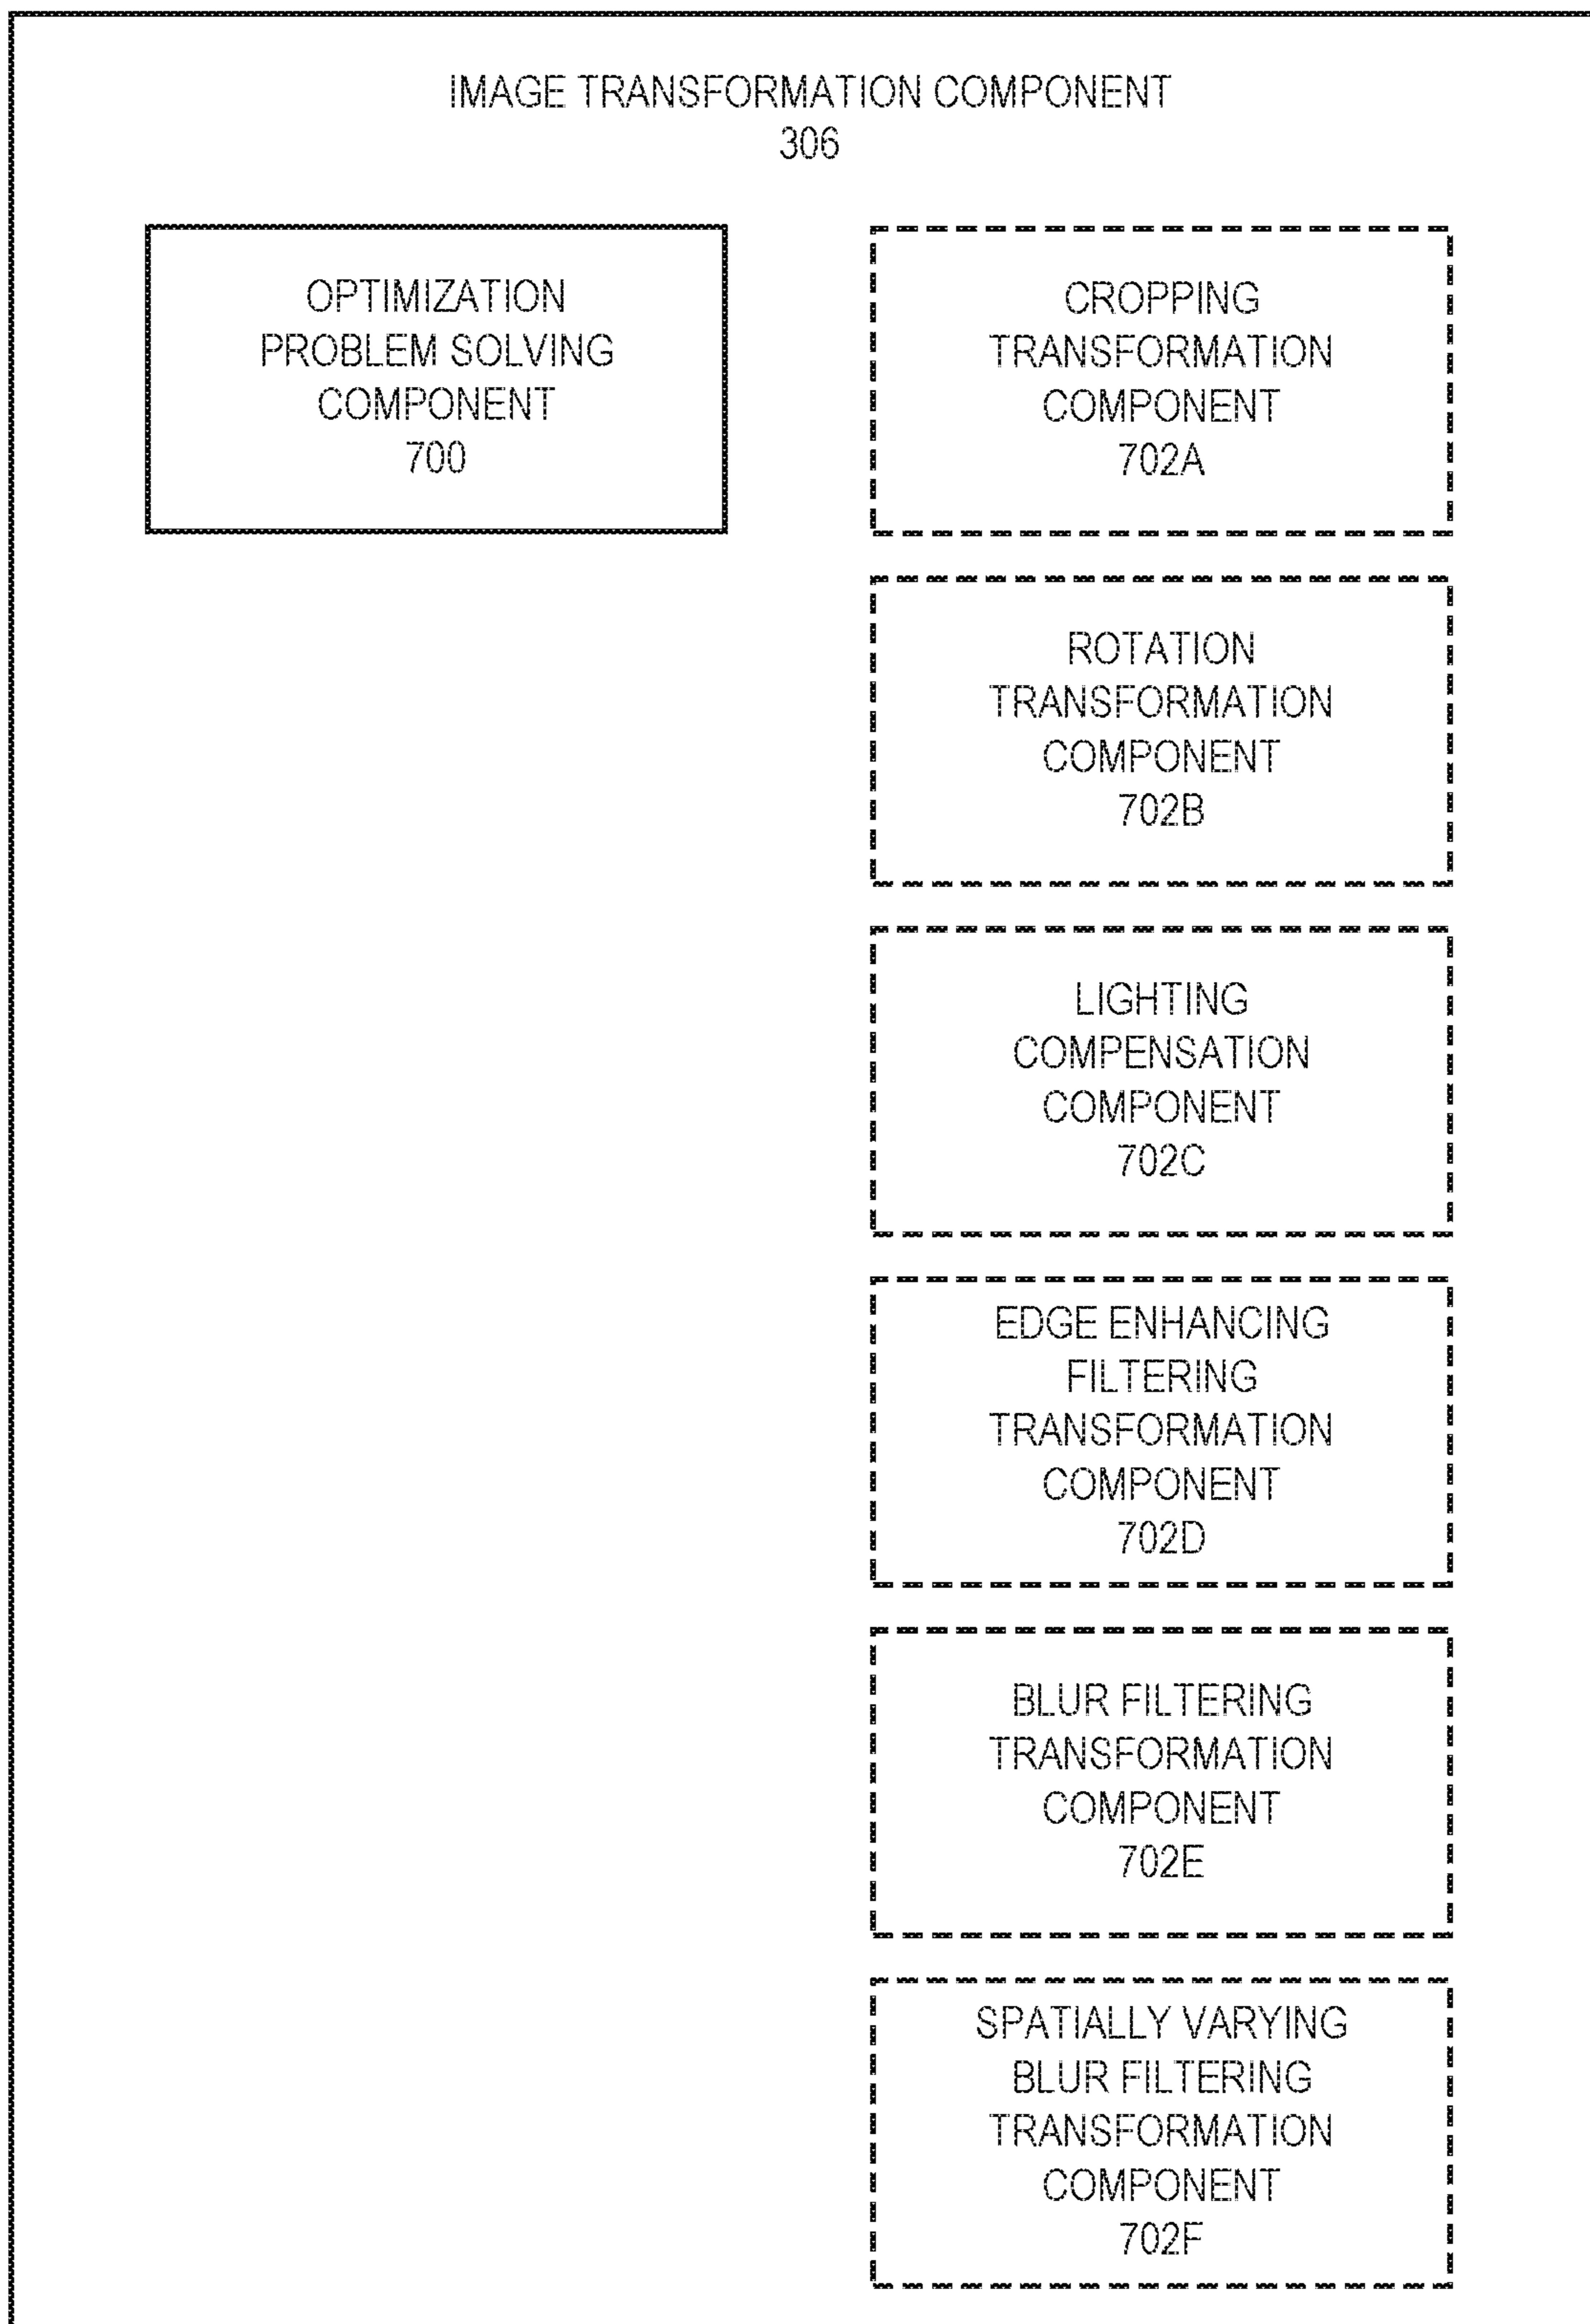 IMAGE TRANSFORMATION COMPONENT
306
OPTIMIZATION
PROBLEM SOLVING
COMPONENT
700
CROPPING
TRANSFORMATION
COMPONENT
702A
ROTATION
TRANSFORMATION
COMPONENT
702B
LIGHTING
COMPENSATION
COMPONENT
702C
EDGE ENHANCING
FILTERING
TRANSFORMATION
COMPONENT
702D
BLUR FILTERING
TRANSFORMATION
COMPONENT
702E
SPATIALLY VARYING
BLUR FILTERING
TRANSFORMATION
COMPONENT
702F